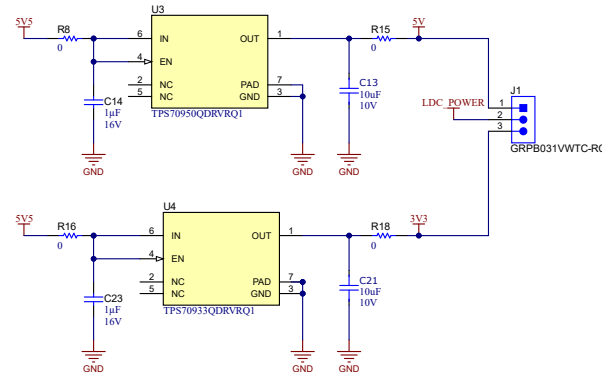 U3
5V5
R8
0
6
IN
OUT
1
R15
0
5V
4
EN
2
NC
5
NC
PAD
7
GND
3
C14
1µF
16V
TPS70950QDRVRQ1
C13
10uF
10V
LDC_POWER
J1
1
2
3
GRPB031VWTC-RC
GND
GND
GND
U4
5V5
R16
0
6
IN
OUT
1
R18
0
3V3
4
EN
2
NC
5
NC
PAD
7
GND
3
C23
1µF
16V
TPS70933QDRVRQ1
C21
10uF
10V
GND
GND
GND